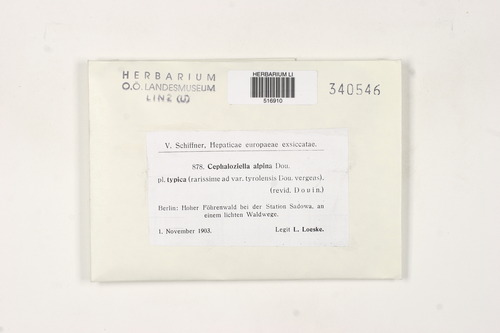 HERBARIUM
O.Ö. LANDESMUSEUM
LINZ (LI)
HERBARIUM LI
516910
340546
V. Schiffner, Hepaticae europaeae exsiccatae.
878. Cephaloziella alpina Dou.
pl. typica (rarissime ad var. tyrolensis Dou. vergens),
(revid. Douin.)
Berlin: Hoher Föhrenwald bei der Station Sadowa, an
einem lichten Waldwege.
1. November 1903. Legit L. Loeske.